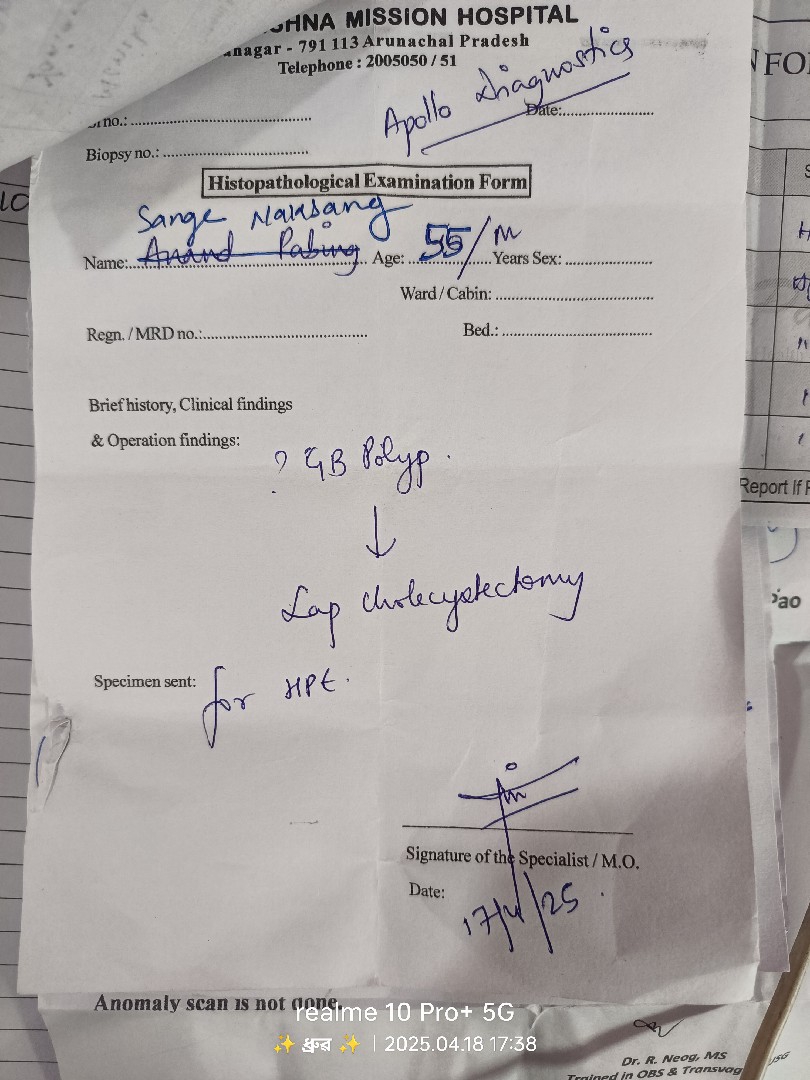 HNA MISSION HOSPITAL
nagar - 791 113 Arunachal Pradesh
Telephone : 2005050 / 51
Apollo Diagnostics
no.:
Date:
Biopsy no.:
Histopathological Examination Form
Sange
Name: Anand Age: 55/M Years Sex:
Ward / Cabin:
Regn. / MRD no.:
Bed.:
Brief history, Clinical findings
& Operation findings:
? GB Polyp.
↓
Lap cholecystectomy
Specimen sent: for HPE.
Signature of the Specialist / M.O.
Date: 17/4/25
Anomaly scan is not done
Report If
Dr. R. Neog, MS
Trained in OBS & Transvag
realme 10 Pro+ 5G
✨ ধ্রুব ✨ | 2025.04.18 17:38